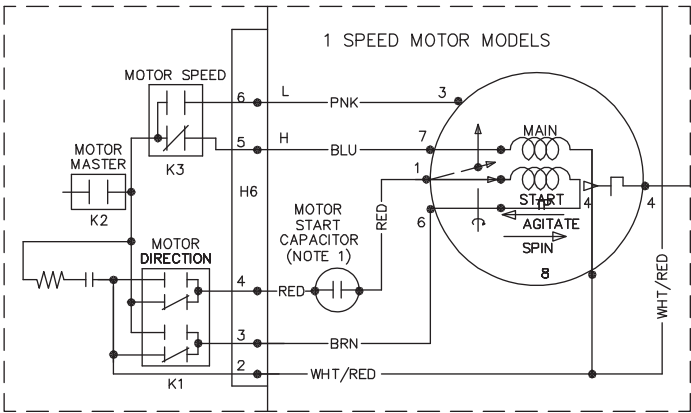 1 SPEED MOTOR MODELS
MOTOR SPEED
6
L
PNK
3
5
H
BLU
7
MAIN
K3
MOTOR
MASTER
K2
1
H6
START
4
4
MOTOR
START
CAPACITOR
(NOTE 1)
RED
6
AGITATE
SPIN
8
MOTOR
DIRECTION
4
RED
WHT/RED
3
BRN
2
WHT/RED
K1